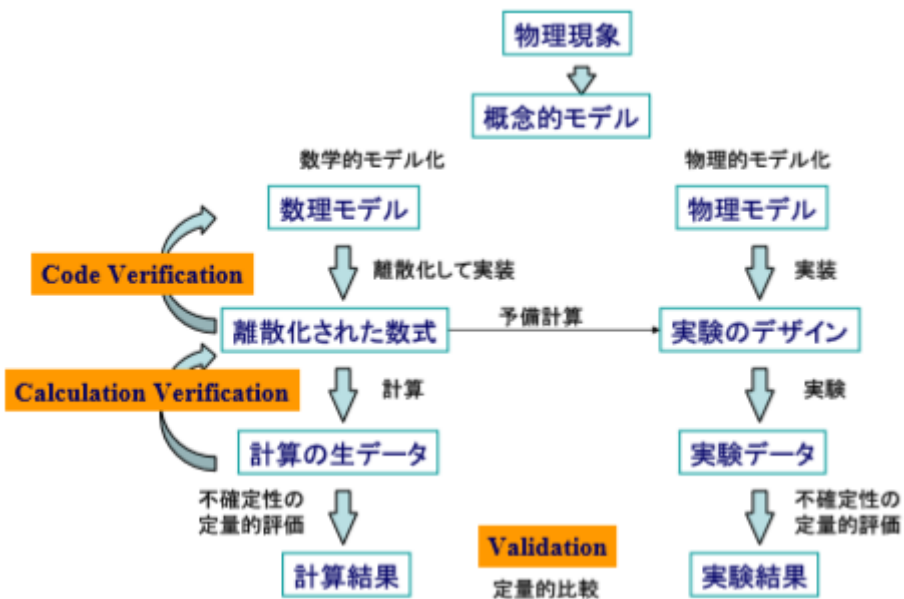 物理現象
概念的モデル
数学的モデル化
物理的モデル化
数理モデル
物理モデル
Code Verification
離散化して実装
実装
離散化された数式
予備計算
実験のデザイン
Calculation Verification
計算
実験
計算の生データ
実験データ
不確定性の
定量的評価
不確定性の
定量的評価
Validation
計算結果
定量的比較
実験結果